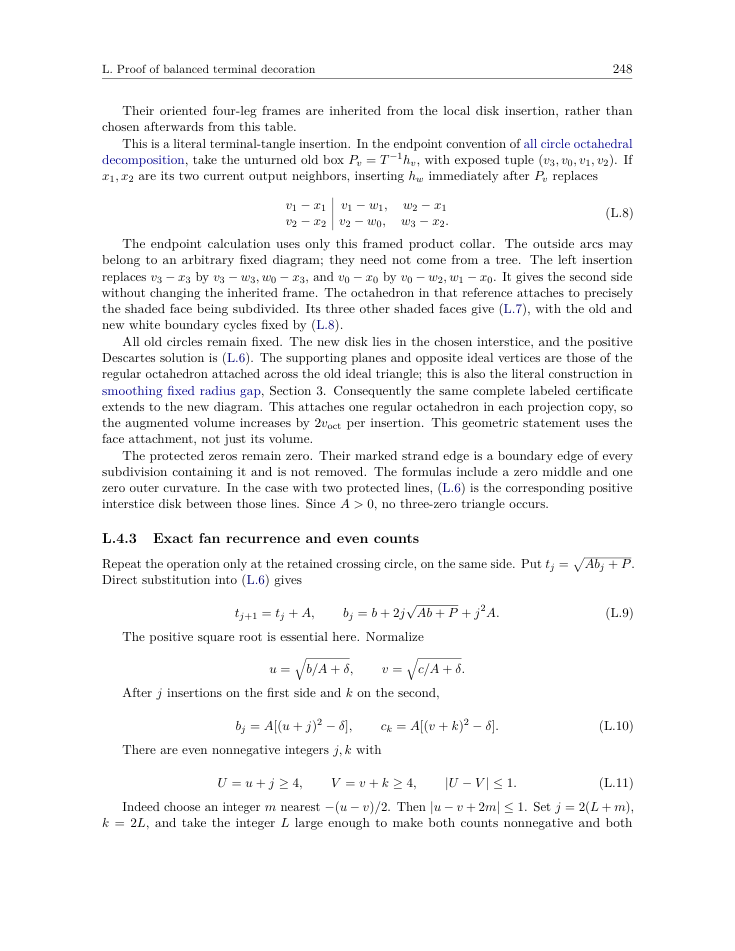 L. Proof of balanced terminal decoration 248
Their oriented four-leg frames are inherited from the local disk insertion, rather than
chosen afterwards from this table.
This is a literal terminal-tangle insertion. In the endpoint convention of all circle octahedral
decomposition, take the unturned old box P_v = T^{−1}h_v, with exposed tuple (v_3, v_0, v_1, v_2). If
x_1, x_2 are its two current output neighbors, inserting h_w immediately after P_v replaces
v_1 − x_1 | v_1 − w_1, w_2 − x_1
v_2 − x_2 | v_2 − w_0, w_3 − x_2. (L.8)
The endpoint calculation uses only this framed product collar. The outside arcs may
belong to an arbitrary fixed diagram; they need not come from a tree. The left insertion
replaces v_3 − x_3 by v_3 − w_3, w_0 − x_3, and v_0 − x_0 by v_0 − w_2, w_1 − x_0. It gives the second side
without changing the inherited frame. The octahedron in that reference attaches to precisely
the shaded face being subdivided. Its three other shaded faces give (L.7), with the old and
new white boundary cycles fixed by (L.8).
All old circles remain fixed. The new disk lies in the chosen interstice, and the positive
Descartes solution is (L.6). The supporting planes and opposite ideal vertices are those of the
regular octahedron attached across the old ideal triangle; this is also the literal construction in
smoothing fixed radius gap, Section 3. Consequently the same complete labeled certificate
extends to the new diagram. This attaches one regular octahedron in each projection copy, so
the augmented volume increases by 2v_oct per insertion. This geometric statement uses the
face attachment, not just its volume.
The protected zeros remain zero. Their marked strand edge is a boundary edge of every
subdivision containing it and is not removed. The formulas include a zero middle and one
zero outer curvature. In the case with two protected lines, (L.6) is the corresponding positive
interstice disk between those lines. Since A > 0, no three-zero triangle occurs.
L.4.3 Exact fan recurrence and even counts
Repeat the operation only at the retained crossing circle, on the same side. Put t_j = √(Ab_j + P).
Direct substitution into (L.6) gives
t_{j+1} = t_j + A, b_j = b + 2j√(Ab + P) + j²A. (L.9)
The positive square root is essential here. Normalize
u = √(b/A + δ), v = √(c/A + δ).
After j insertions on the first side and k on the second,
b_j = A[(u + j)² − δ], c_k = A[(v + k)² − δ]. (L.10)
There are even nonnegative integers j, k with
U = u + j ≥ 4, V = v + k ≥ 4, |U − V| ≤ 1. (L.11)
Indeed choose an integer m nearest −(u − v)/2. Then |u − v + 2m| ≤ 1. Set j = 2(L + m),
k = 2L, and take the integer L large enough to make both counts nonnegative and both